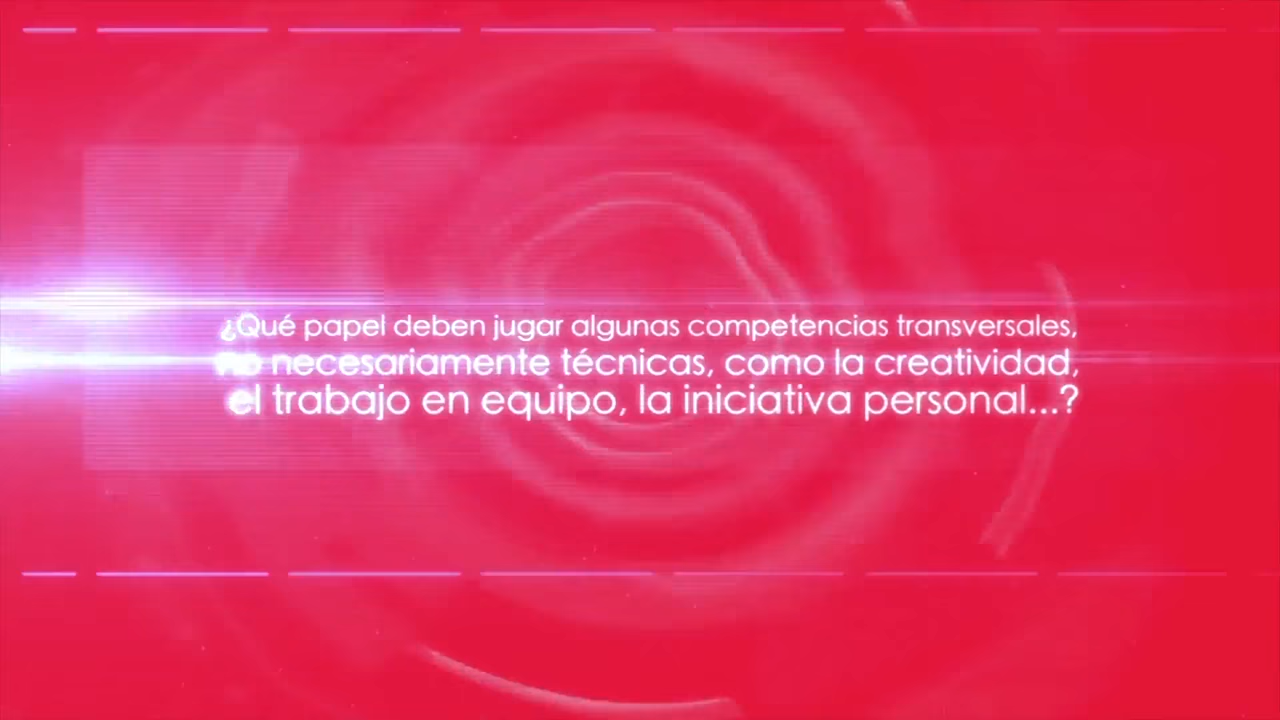 ¿Qué papel deben jugar algunas competencias transversales,
no necesariamente técnicas, como la creatividad,
el trabajo en equipo, la iniciativa personal...?